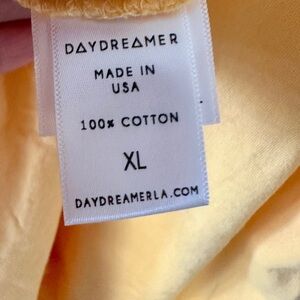 DAYDREAMER
MADE IN
USA
100% COTTON
XL
DAYDREAMERLA.COM